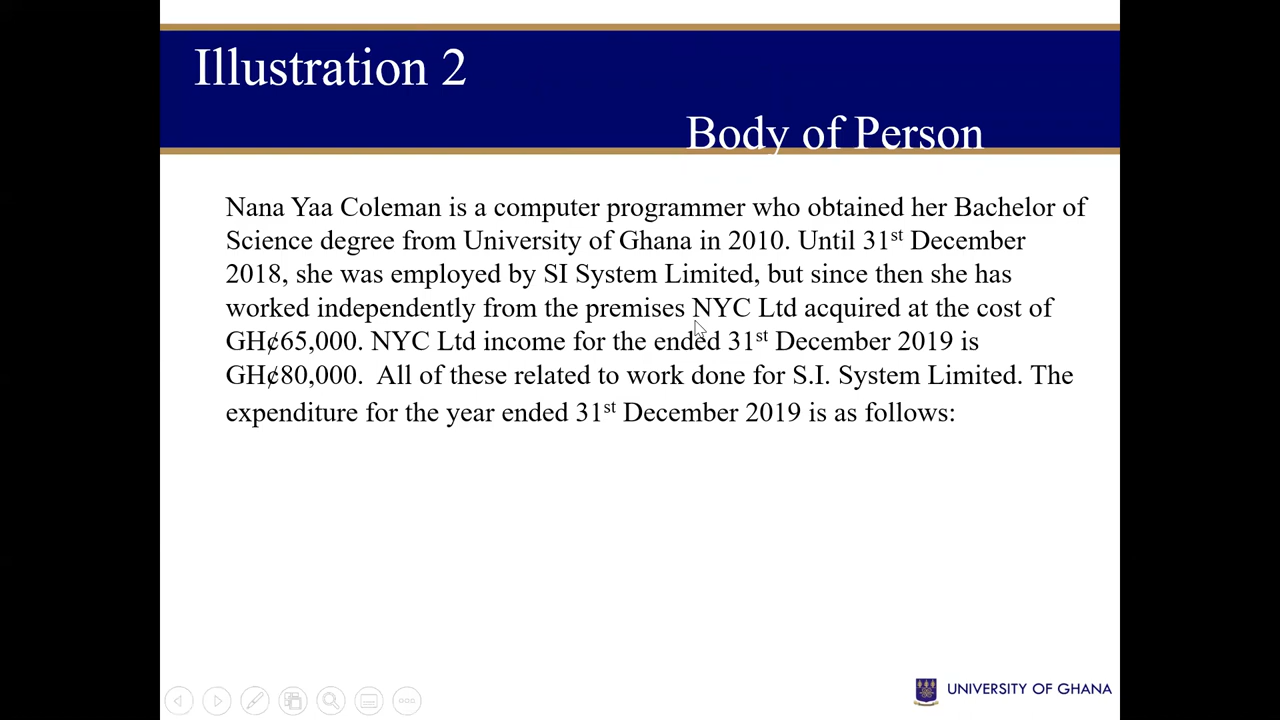 Illustration 2
Body of Person
Nana Yaa Coleman is a computer programmer who obtained her Bachelor of
Science degree from University of Ghana in 2010. Until 31st December
2018, she was employed by SI System Limited, but since then she has
worked independently from the premises NYC Ltd acquired at the cost of
GH¢65,000. NYC Ltd income for the ended 31st December 2019 is
GH¢80,000.  All of these related to work done for S.I. System Limited. The
expenditure for the year ended 31st December 2019 is as follows:
UNIVERSITY OF GHANA